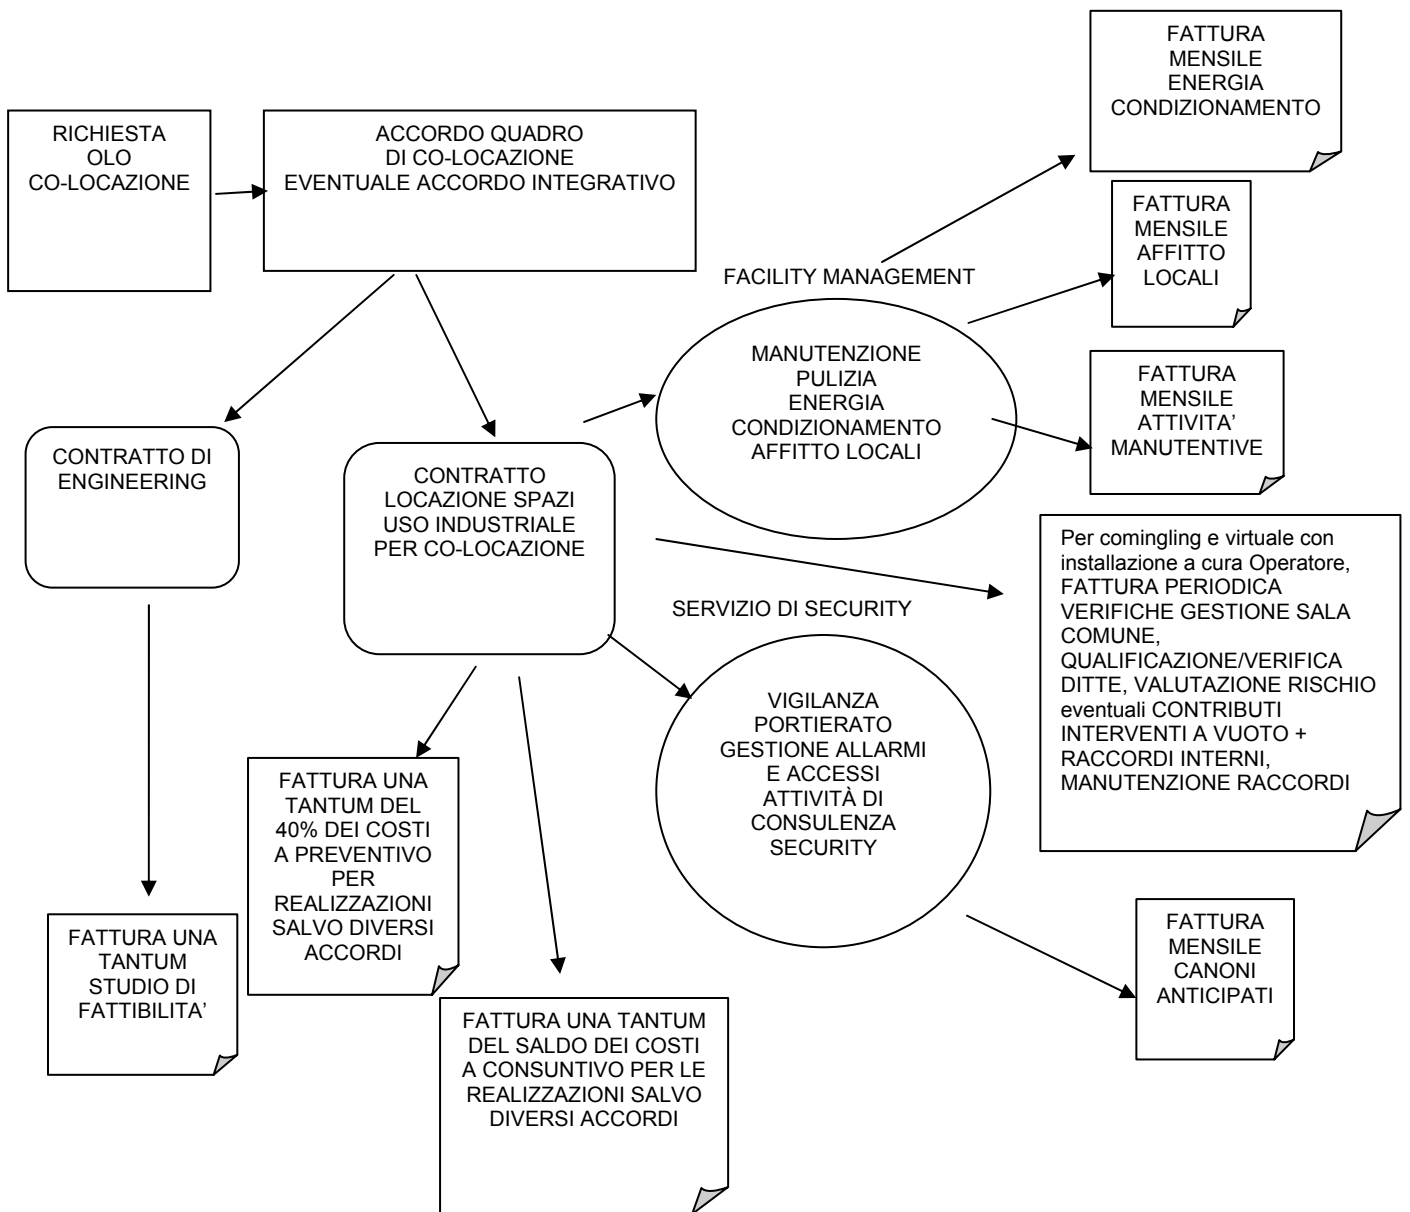 RICHIESTA
OLO
CO-LOCAZIONE
ACCORDO QUADRO
DI CO-LOCAZIONE
EVENTUALE ACCORDO INTEGRATIVO
FATTURA
MENSILE
ENERGIA
CONDIZIONAMENTO
FATTURA
MENSILE
AFFITTO
LOCALI
FACILITY MANAGEMENT
MANUTENZIONE
PULIZIA
ENERGIA
CONDIZIONAMENTO
AFFITTO LOCALI
FATTURA
MENSILE
ATTIVITA’
MANUTENTIVE
CONTRATTO DI
ENGINEERING
CONTRATTO
LOCAZIONE SPAZI
USO INDUSTRIALE
PER CO-LOCAZIONE
Per comingling e virtuale con
installazione a cura Operatore,
FATTURA PERIODICA
VERIFICHE GESTIONE SALA
COMUNE,
QUALIFICAZIONE/VERIFICA
DITTE, VALUTAZIONE RISCHIO
eventuali CONTRIBUTI
INTERVENTI A VUOTO +
RACCORDI INTERNI,
MANUTENZIONE RACCORDI
SERVIZIO DI SECURITY
VIGILANZA
PORTIERATO
GESTIONE ALLARMI
E ACCESSI
ATTIVITÀ DI
CONSULENZA
SECURITY
FATTURA UNA
TANTUM DEL
40% DEI COSTI
A PREVENTIVO
PER
REALIZZAZIONI
SALVO DIVERSI
ACCORDI
FATTURA UNA
TANTUM
STUDIO DI
FATTIBILITA’
FATTURA UNA TANTUM
DEL SALDO DEI COSTI
A CONSUNTIVO PER LE
REALIZZAZIONI SALVO
DIVERSI ACCORDI
FATTURA
MENSILE
CANONI
ANTICIPATI